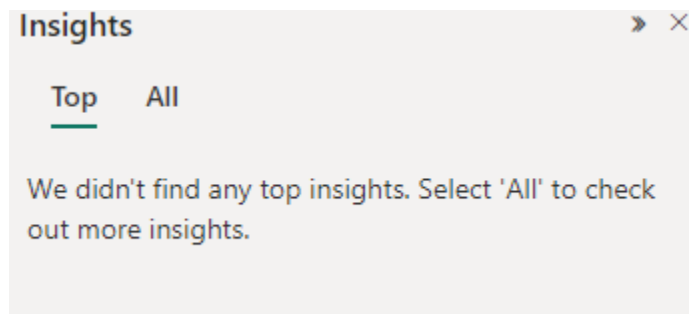 Insights
Top All
We didn't find any top insights. Select 'All' to check
out more insights.